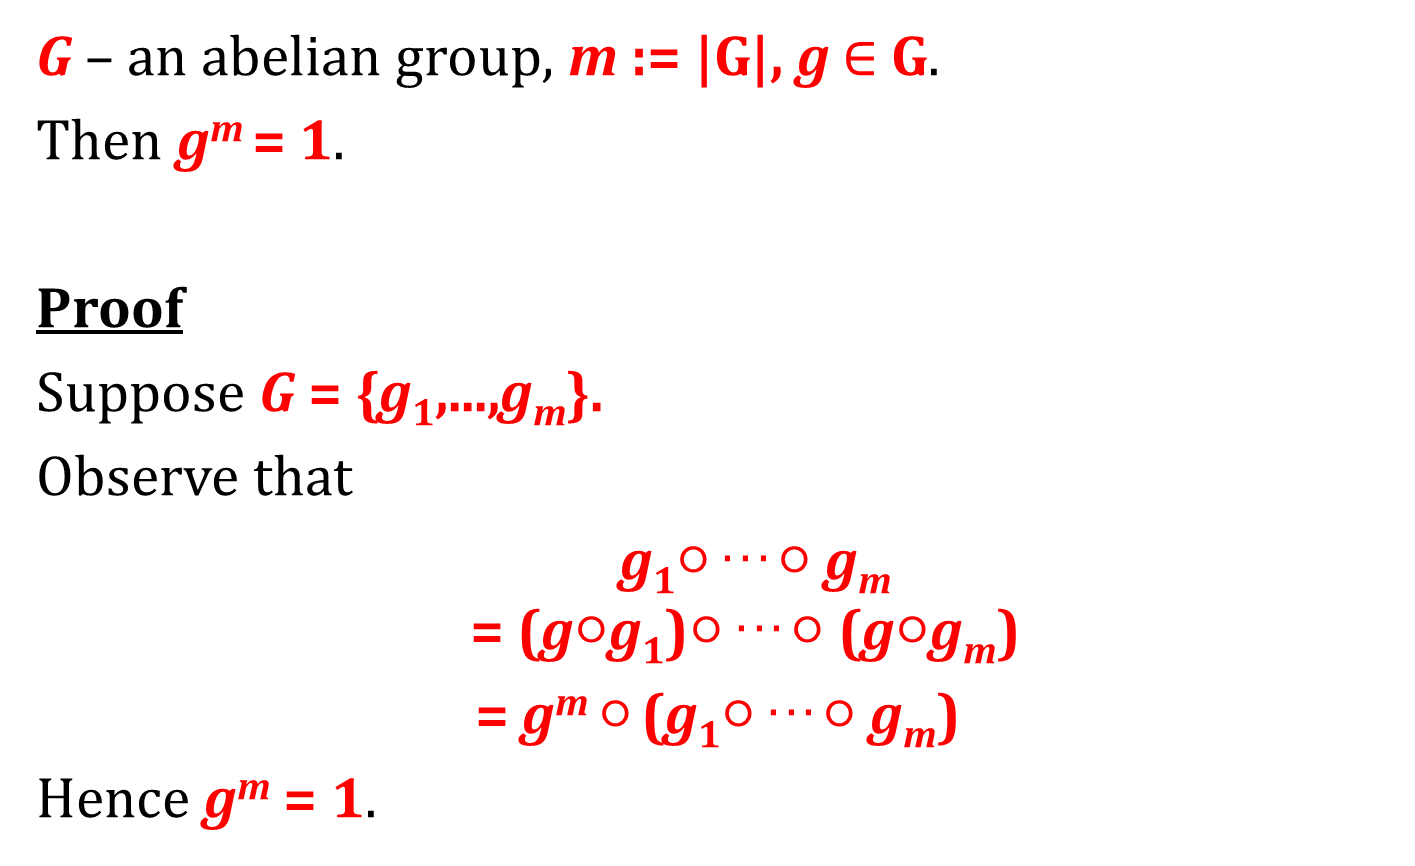 G – an abelian group, m := |G|, g ∈ G.
Then gᵐ = 1.
Proof
Suppose G = {g₁,...,gₘ}.
Observe that
g₁○ ⋯ ○ gₘ
= (g○g₁)○ ⋯ ○ (g○gₘ)
= gᵐ ○ (g₁○ ⋯ ○ gₘ)
Hence gᵐ = 1.